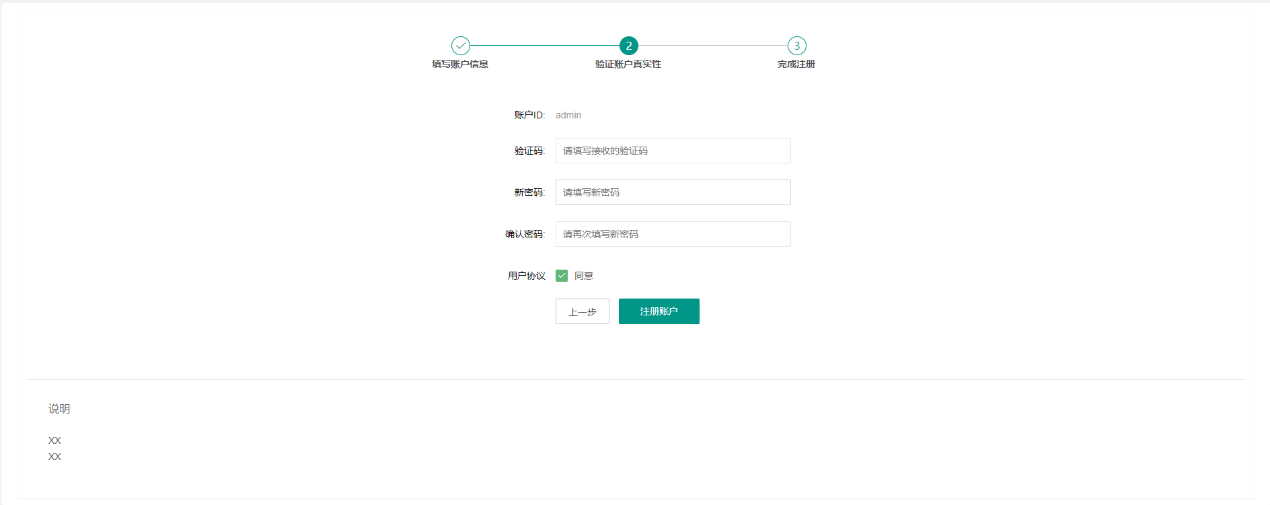 2 3
填写账户信息 验证账户真实性 完成注册
账户ID: admin
验证码: 请填写接收的验证码
新密码: 请填写新密码
确认密码: 请再次填写新密码
用户协议 同意
上一步 注册账户
说明
XX
XX